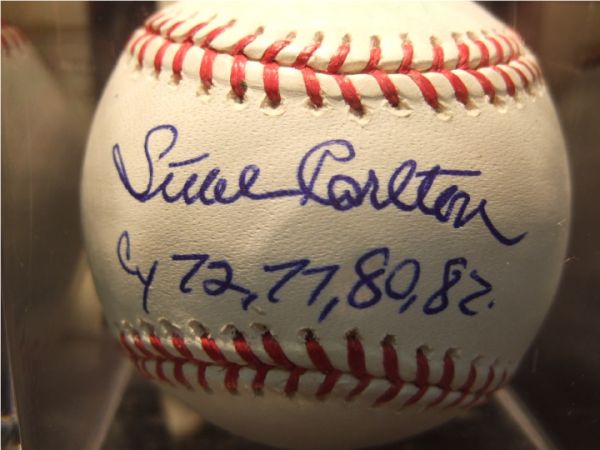 Steve Carlton
Cy 72, 77, 80, 82.